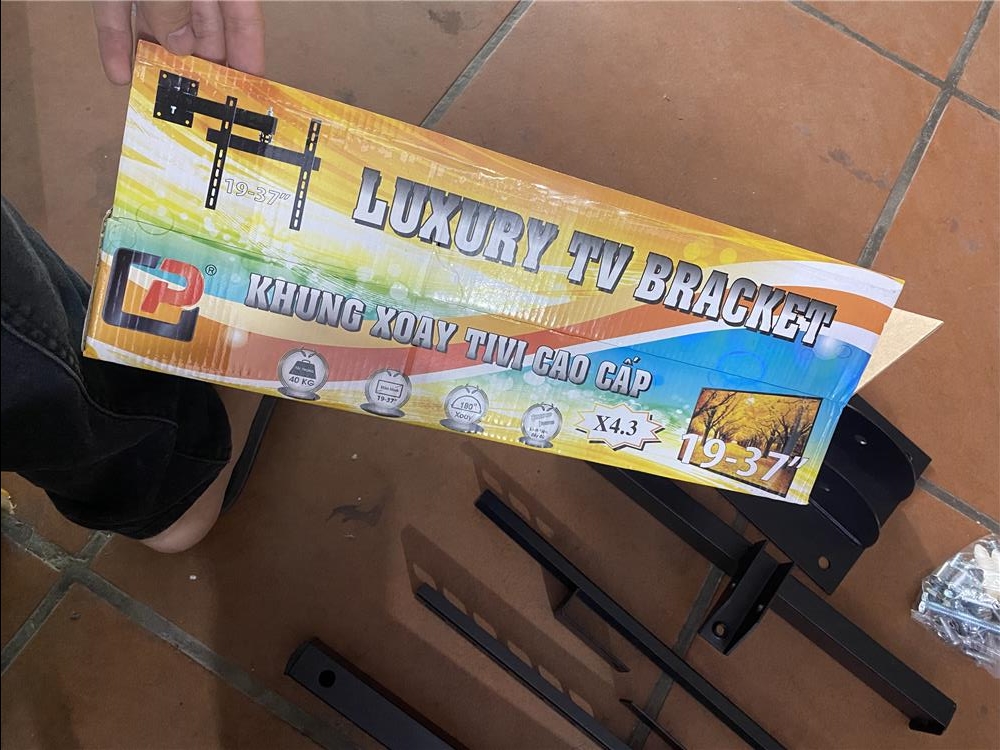 T
19-37"
LUXURY TV BRACKET
CP®
KHUNG XOAY TIVI CAO CẤP
40 KG
19-37"
180°
Xoay
X4.3
19-37"